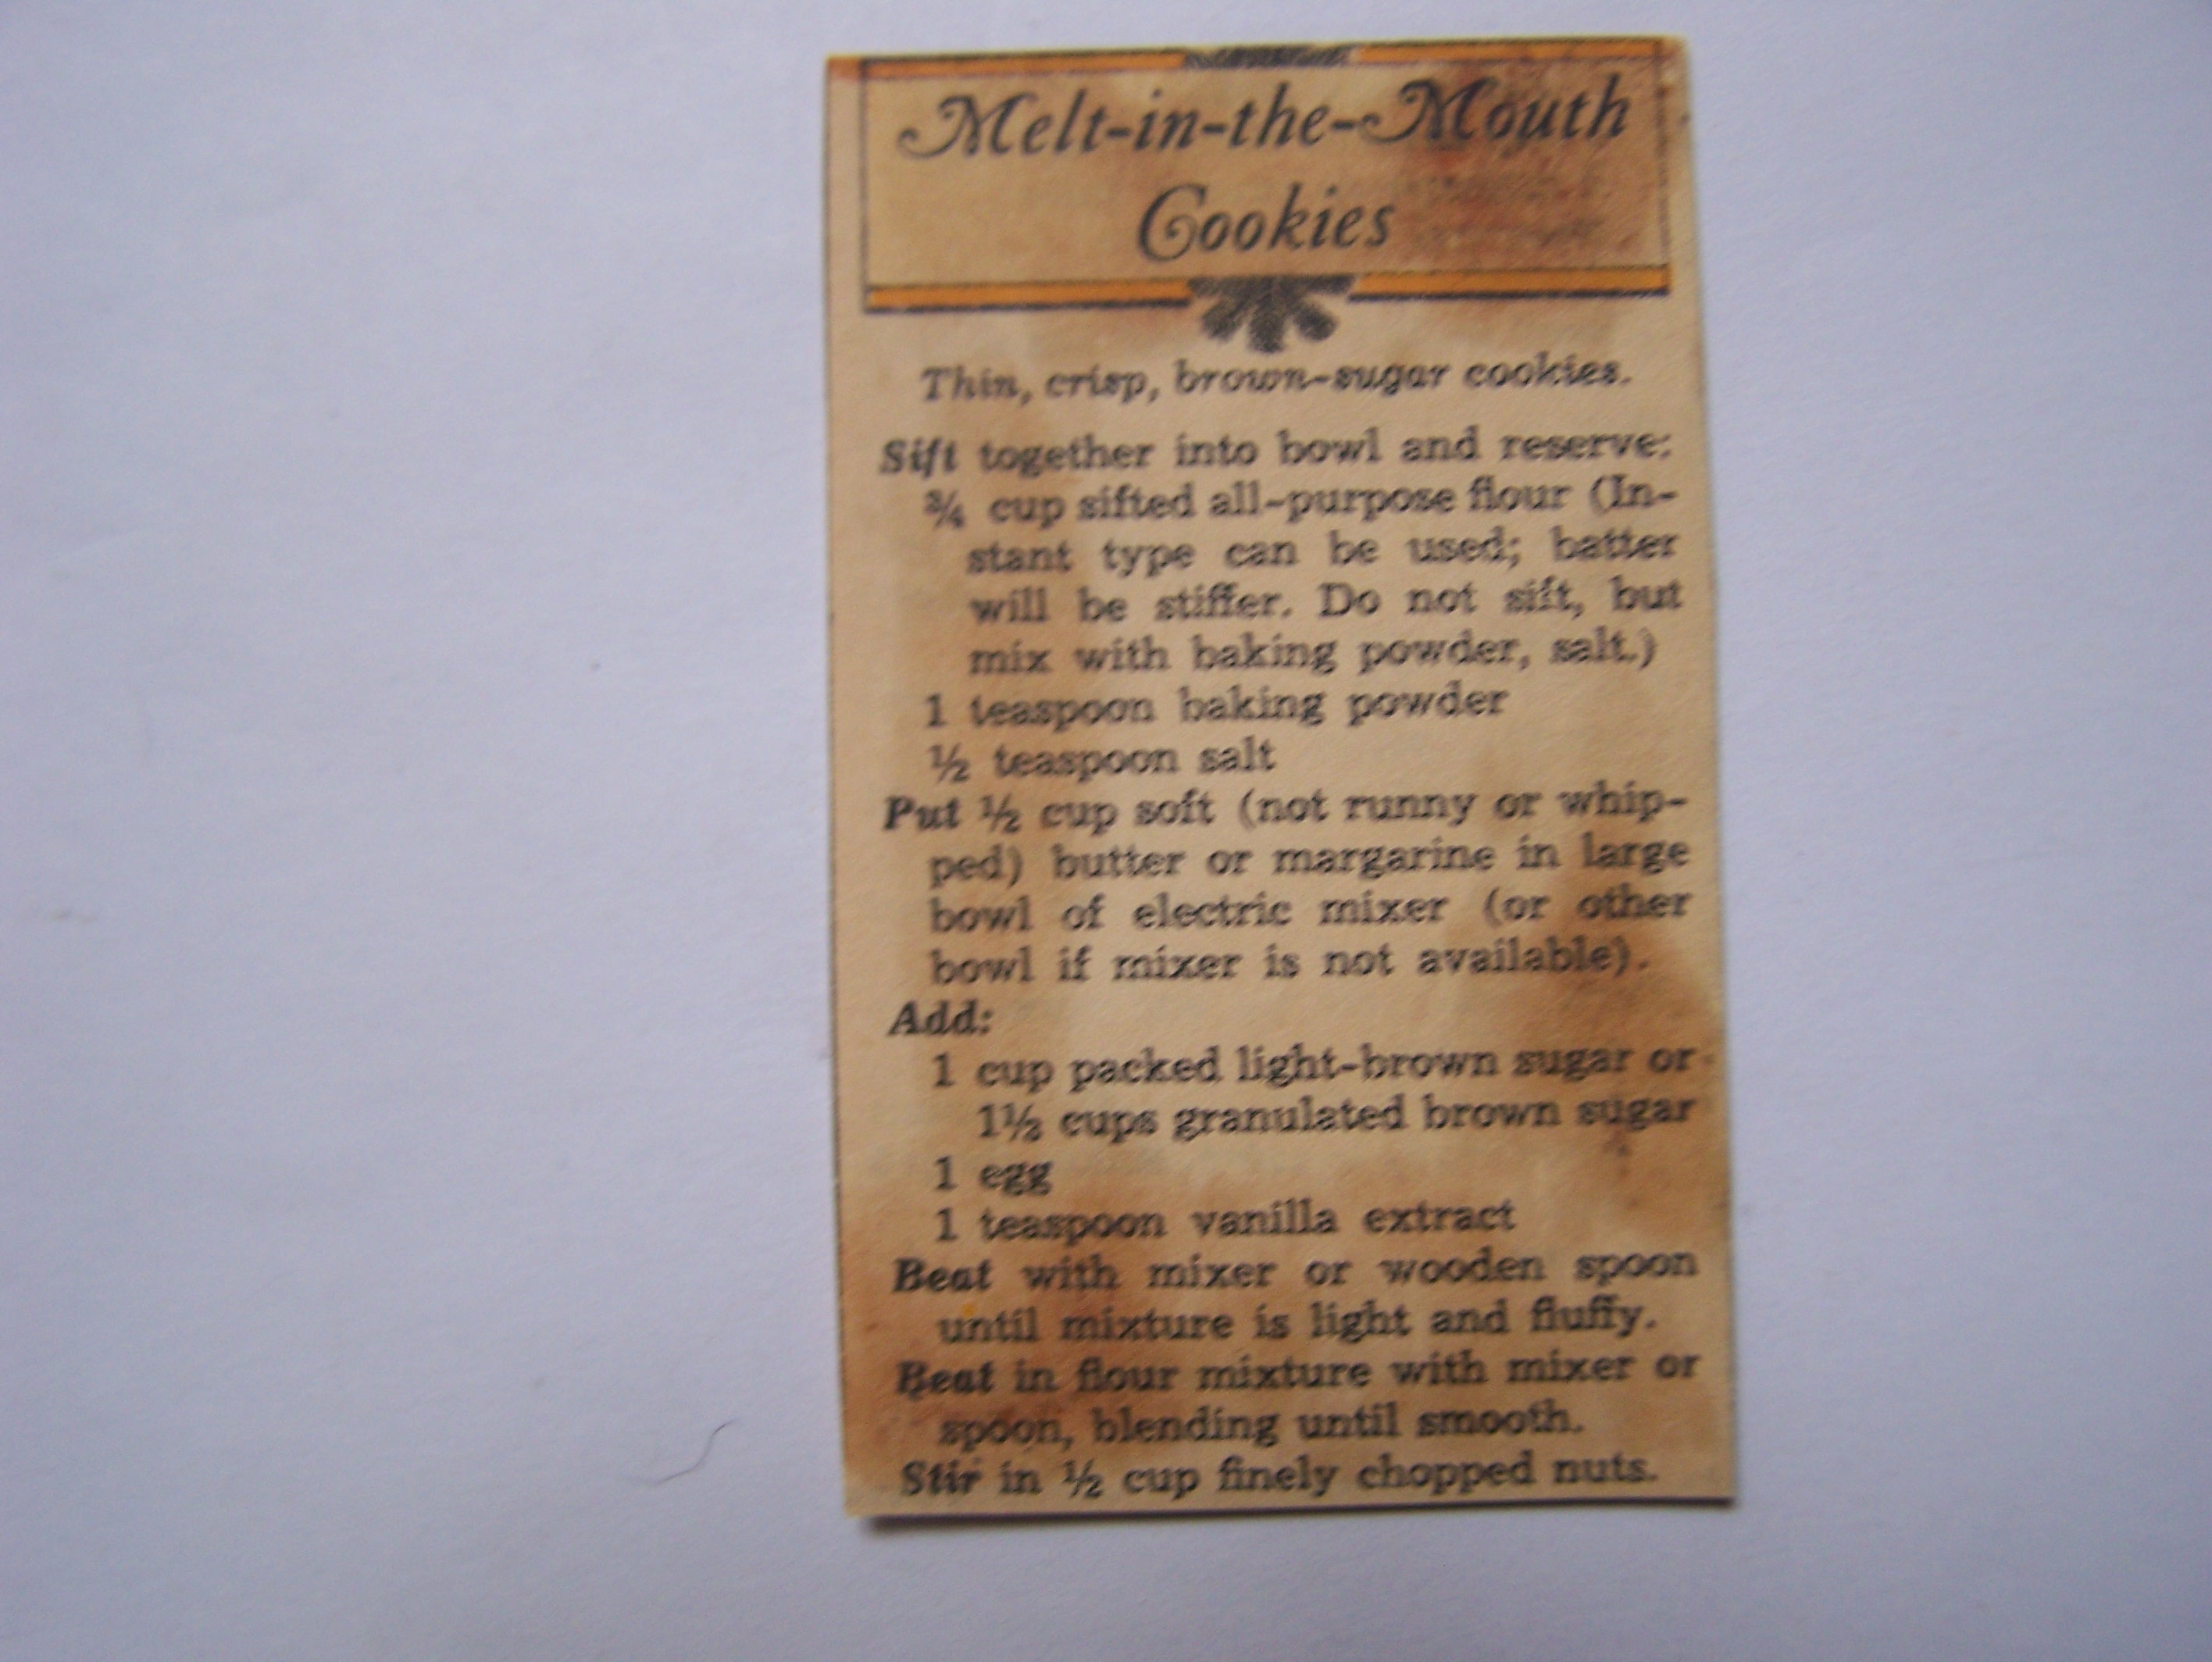 Melt-in-the-Mouth
Cookies
Thin, crisp, brown-sugar cookies.
Sift together into bowl and reserve:
¾ cup sifted all-purpose flour (In-
stant type can be used; batter
will be stiffer. Do not sift, but
mix with baking powder, salt.)
1 teaspoon baking powder
½ teaspoon salt
Put ½ cup soft (not runny or whip-
ped) butter or margarine in large
bowl of electric mixer (or other
bowl if mixer is not available).
Add:
1 cup packed light-brown sugar or
1½ cups granulated brown sugar
1 egg
1 teaspoon vanilla extract
Beat with mixer or wooden spoon
until mixture is light and fluffy.
Beat in flour mixture with mixer or
spoon, blending until smooth.
Stir in ½ cup finely chopped nuts.